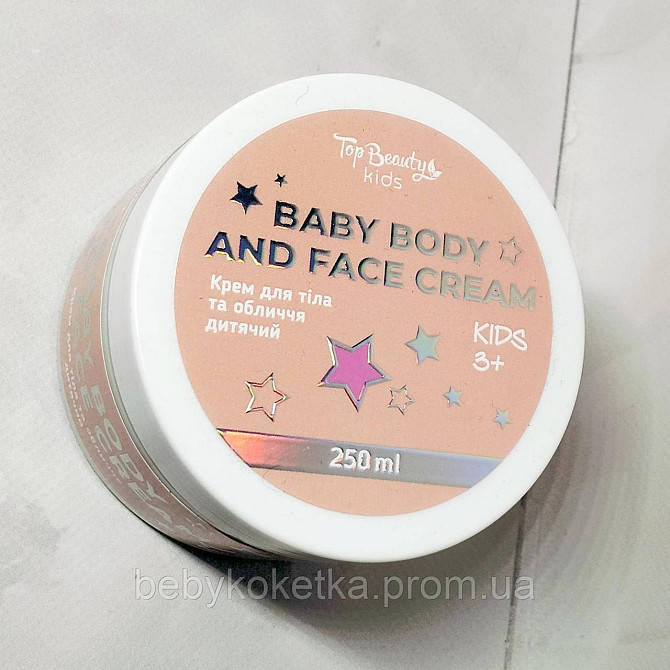 Top Beauty
kids
BABY BODY
AND FACE CREAM
Крем для тіла
та обличчя
дитячий
KIDS
3+
250 ml
bebykoketka.prom.ua